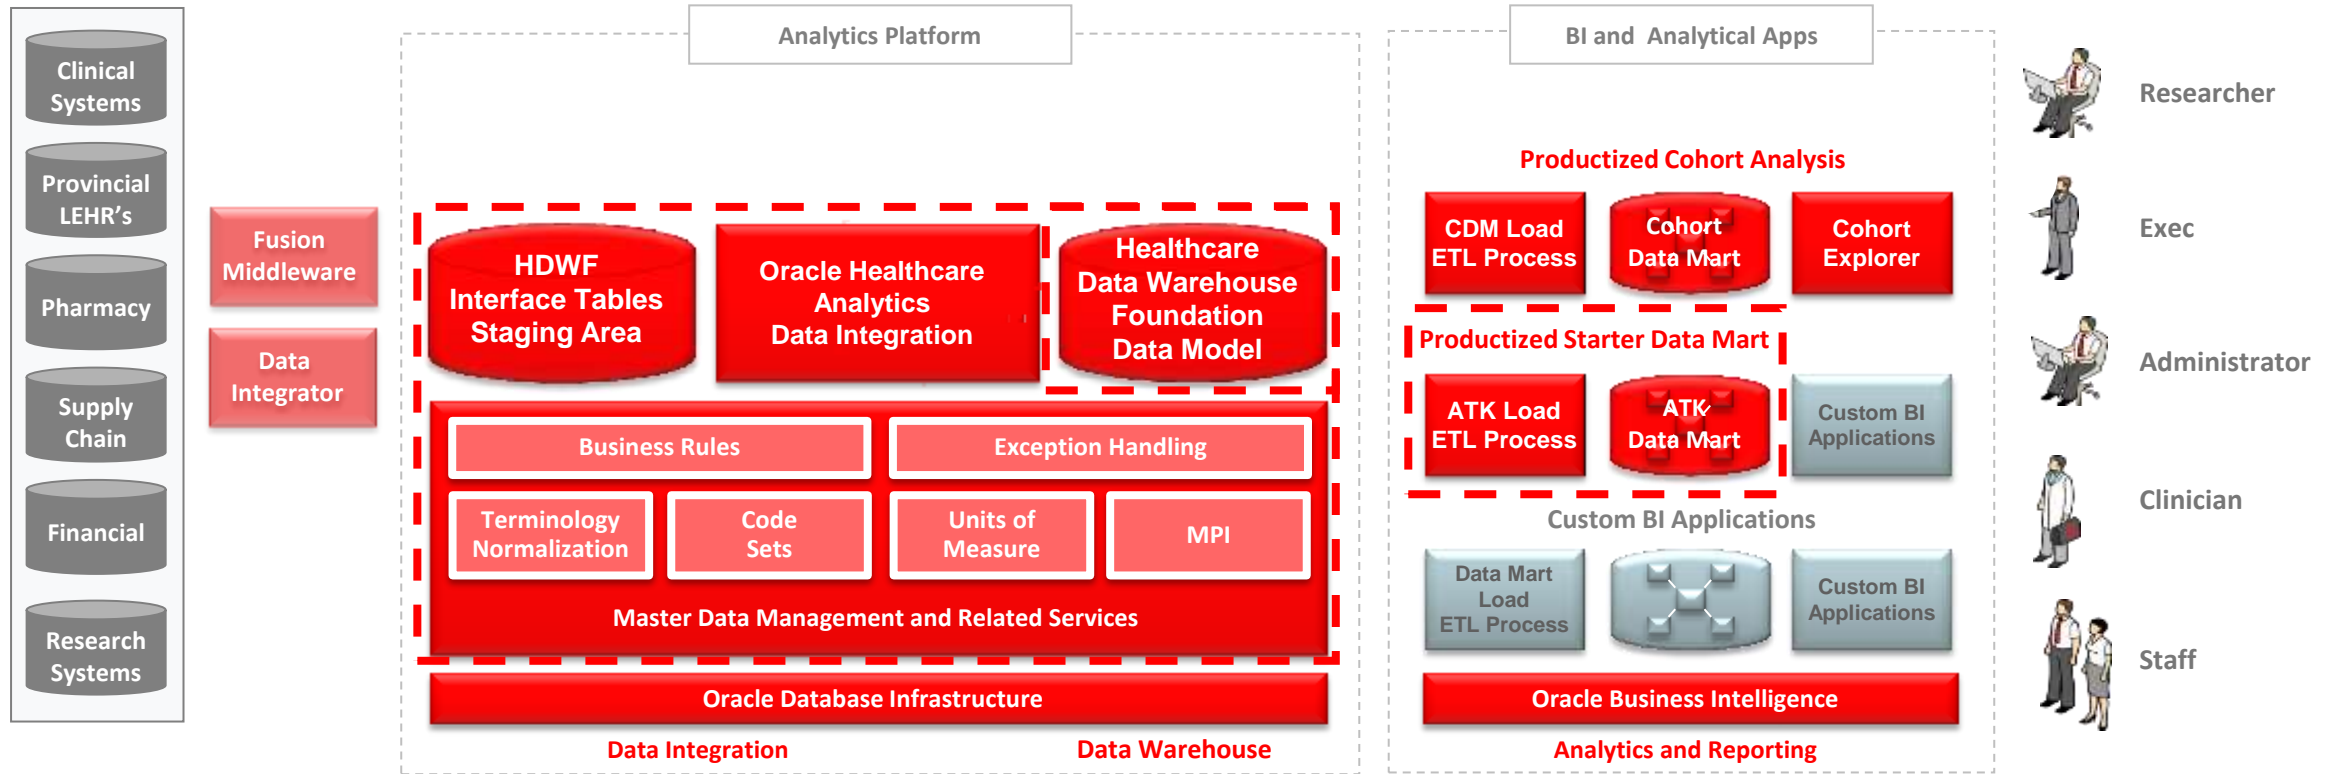 Clinical
Systems
Provincial
LEHR's
Pharmacy
Supply
Chain
Financial
Research
Systems
Fusion
Middleware
Data
Integrator
Analytics Platform
HDWF
Interface Tables
Staging Area
Oracle Healthcare
Analytics
Data Integration
Healthcare
Data Warehouse
Foundation
Data Model
Business Rules
Exception Handling
Terminology
Normalization
Code
Sets
Units of
Measure
MPI
Master Data Management and Related Services
Oracle Database Infrastructure
Data Integration
Data Warehouse
BI and Analytical Apps
Productized Cohort Analysis
CDM Load
ETL Process
Cohort
Data Mart
Cohort
Explorer
Productized Starter Data Mart
ATK Load
ETL Process
ATK
Data Mart
Custom BI
Applications
Custom BI Applications
Data Mart
Load
ETL Process
Custom BI
Applications
Oracle Business Intelligence
Analytics and Reporting
Researcher
Exec
Administrator
Clinician
Staff